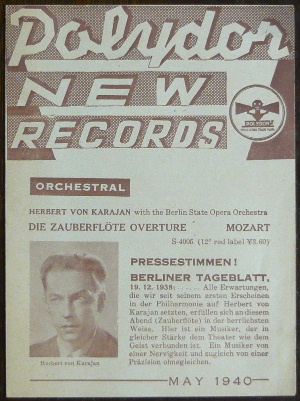 Polydor
NEW
RECORDS
ORCHESTRAL
HERBERT VON KARAJAN with the Berlin State Opera Orchestra
DIE ZAUBERFLÖTE OVERTURE MOZART
S-4005 (12" red label ¥3.60)
PRESSESTIMMEN!
BERLINER TAGEBLATT,
19. 12. 1938: ...... Alle Erwartungen,
die wir seit seinem ersten Erscheinen
in der Philharmonie auf Herbert von
Karajan setzten, erfüllen sich an diesem
Abend (Zauberflöte) in der herrlichsten
Weise. Hier ist ein Musiker, der in
gleicher Stärke dem Theater wie dem
Geist verbunden ist. Ein Musiker von
einer Nervigkeit und zugleich von einer
Präzision ohnegleichen.
Herbert von Karajan
MAY 1940